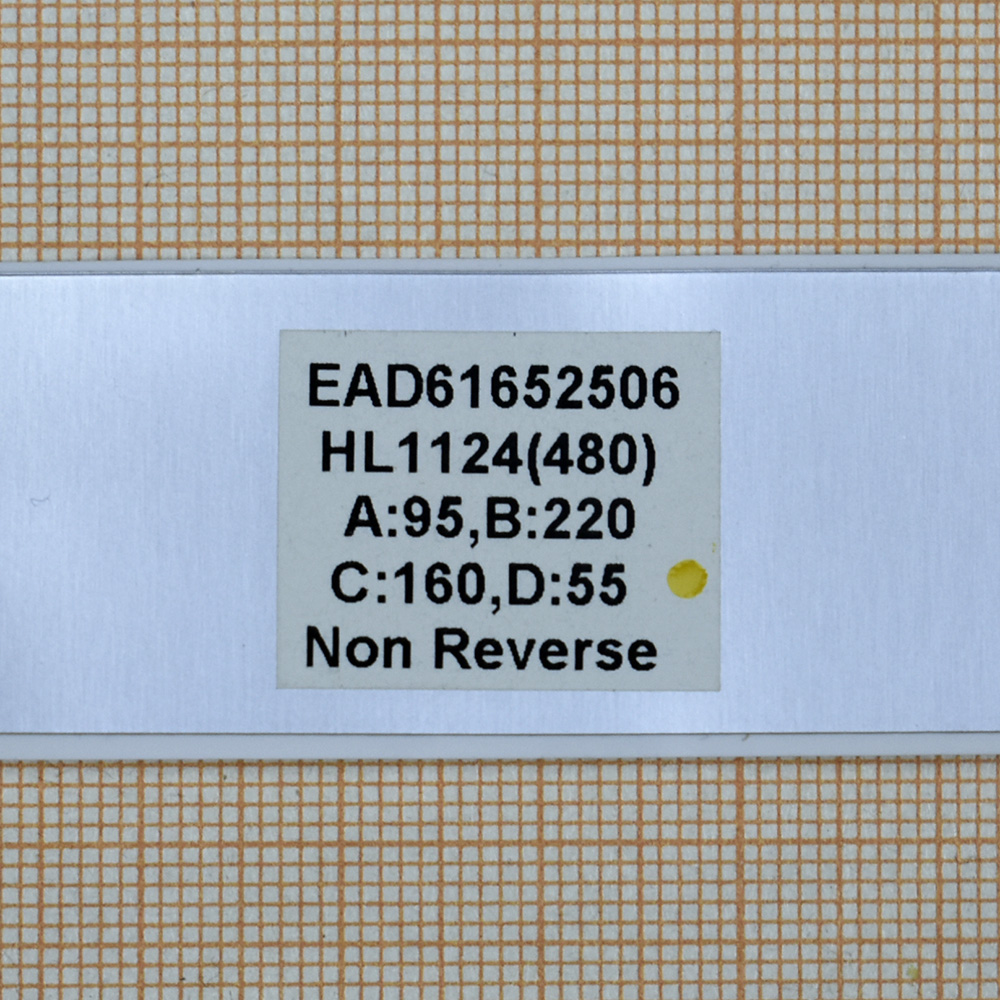 EAD61652506
HL1124(480)
A:95,B:220
C:160,D:55
Non Reverse